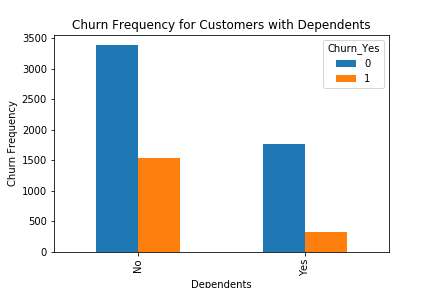 Churn Frequency for Customers with Dependents
3500
3000
2500
2000
1500
1000
500
0
Churn Frequency
Churn_Yes
0
1
No
Yes
Dependents